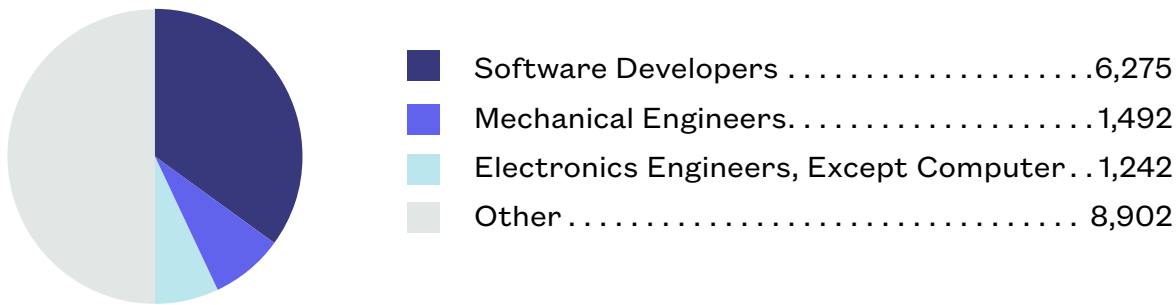 Software Developers . . . . . . . . . . . . . . . . . . . . .6,275
Mechanical Engineers. . . . . . . . . . . . . . . . . . . . .1,492
Electronics Engineers, Except Computer. . 1,242
Other . . . . . . . . . . . . . . . . . . . . . . . . . . . . . . . . . . . 8,902